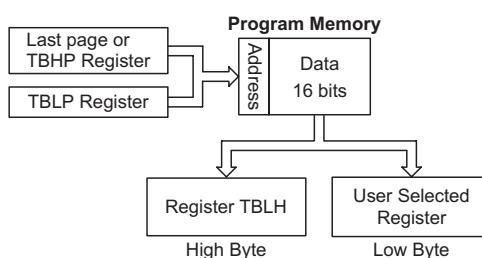 Program Memory
Last page or
TBHP Register
TBLP Register
Address
Data
16 bits
Register TBLH
User Selected
Register
High Byte
Low Byte